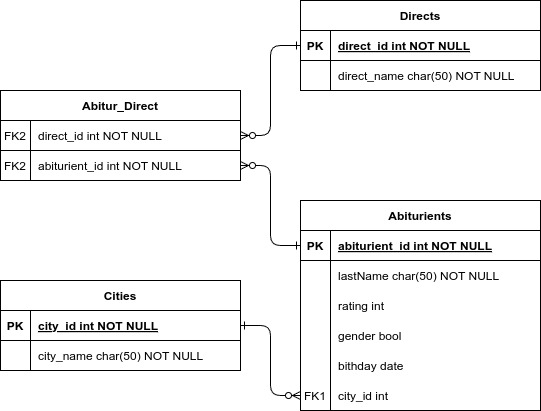 Directs
PK direct_id int NOT NULL
direct_name char(50) NOT NULL
Abitur_Direct
FK2 direct_id int NOT NULL
FK2 abiturient_id int NOT NULL
Abiturients
PK abiturient_id int NOT NULL
lastName char(50) NOT NULL
rating int
gender bool
bithday date
FK1 city_id int
Cities
PK city_id int NOT NULL
city_name char(50) NOT NULL